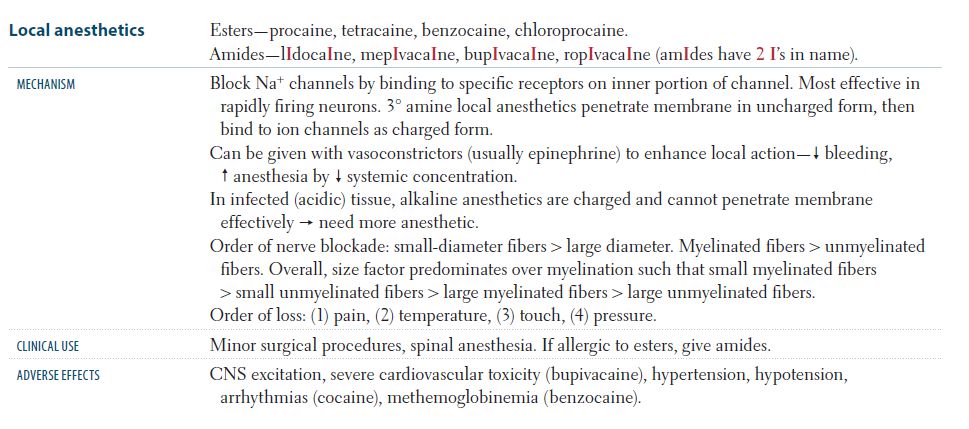 Local anesthetics
Esters—procaine, tetracaine, benzocaine, chloroprocaine.
Amides—lIdocaIne, mepIvacaIne, bupIvacaIne, ropIvacaIne (amIdes have 2 I's in name).
MECHANISM
Block Na⁺ channels by binding to specific receptors on inner portion of channel. Most effective in
rapidly firing neurons. 3° amine local anesthetics penetrate membrane in uncharged form, then
bind to ion channels as charged form.
Can be given with vasoconstrictors (usually epinephrine) to enhance local action—↓ bleeding,
↑ anesthesia by ↓ systemic concentration.
In infected (acidic) tissue, alkaline anesthetics are charged and cannot penetrate membrane
effectively → need more anesthetic.
Order of nerve blockade: small-diameter fibers > large diameter. Myelinated fibers > unmyelinated
fibers. Overall, size factor predominates over myelination such that small myelinated fibers
> small unmyelinated fibers > large myelinated fibers > large unmyelinated fibers.
Order of loss: (1) pain, (2) temperature, (3) touch, (4) pressure.
CLINICAL USE
Minor surgical procedures, spinal anesthesia. If allergic to esters, give amides.
ADVERSE EFFECTS
CNS excitation, severe cardiovascular toxicity (bupivacaine), hypertension, hypotension,
arrhythmias (cocaine), methemoglobinemia (benzocaine).